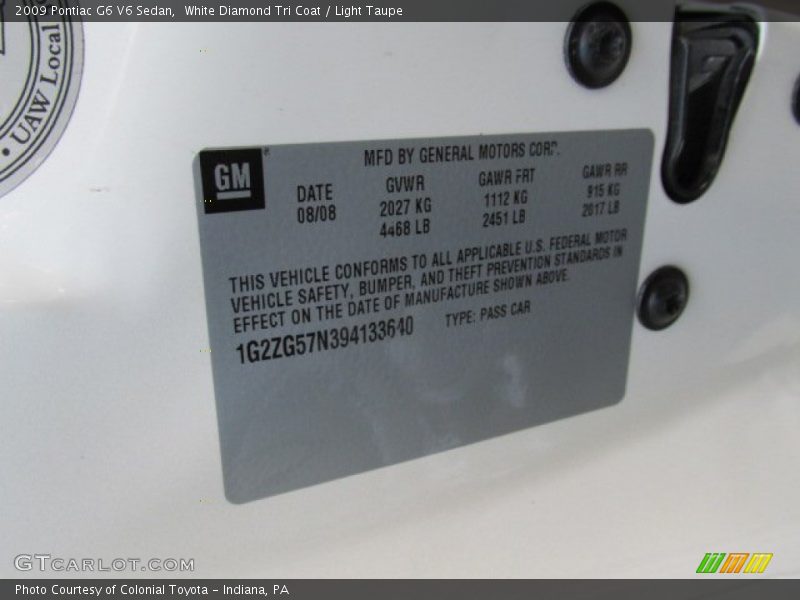 2009 Pontiac G6 V6 Sedan, White Diamond Tri Coat / Light Taupe
UAW Local
GM
MFD BY GENERAL MOTORS CORP.
DATE GVWR GAWR FRT GAWR RR
08/08 2027 KG 1112 KG 915 KG
4468 LB 2451 LB 2017 LB
THIS VEHICLE CONFORMS TO ALL APPLICABLE U.S. FEDERAL MOTOR
VEHICLE SAFETY, BUMPER, AND THEFT PREVENTION STANDARDS IN
EFFECT ON THE DATE OF MANUFACTURE SHOWN ABOVE.
1G2ZG57N394133640 TYPE: PASS CAR
GTCARLOT.COM
Photo Courtesy of Colonial Toyota - Indiana, PA